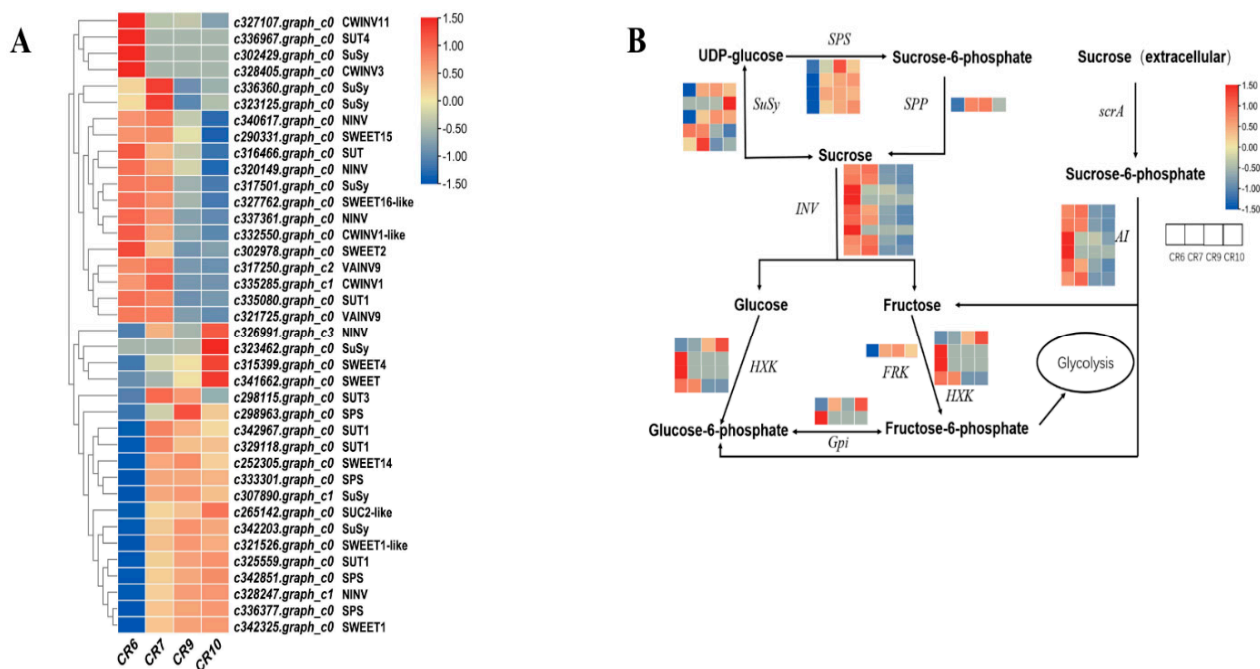 A
c327107.graph_c0 CWINV11
c336967.graph_c0 SUT4
c302429.graph_c0 SuSy
c328405.graph_c0 CWINV3
c336360.graph_c0 SuSy
c323125.graph_c0 SuSy
c340617.graph_c0 NINV
c290331.graph_c0 SWEET15
c316466.graph_c0 SUT
c320149.graph_c0 NINV
c317501.graph_c0 SuSy
c327762.graph_c0 SWEET16-like
c337361.graph_c0 NINV
c332550.graph_c0 CWINV1-like
c302978.graph_c0 SWEET2
c317250.graph_c2 VAINV9
c335285.graph_c1 CWINV1
c335080.graph_c0 SUT1
c321725.graph_c0 VAINV9
c326991.graph_c3 NINV
c323462.graph_c0 SuSy
c315399.graph_c0 SWEET4
c341662.graph_c0 SWEET
c298115.graph_c0 SUT3
c298963.graph_c0 SPS
c342967.graph_c0 SUT1
c329118.graph_c0 SUT1
c252305.graph_c0 SWEET14
c333301.graph_c0 SPS
c307890.graph_c1 SuSy
c265142.graph_c0 SUC2-like
c342203.graph_c0 SuSy
c321526.graph_c0 SWEET1-like
c325559.graph_c0 SUT1
c342851.graph_c0 SPS
c328247.graph_c1 NINV
c336377.graph_c0 SPS
c342325.graph_c0 SWEET1
CR6 CR7 CR9 CR10
1.50
1.00
0.50
0.00
-0.50
-1.00
-1.50
B
UDP-glucose
SPS
Sucrose-6-phosphate
Sucrose (extracellular)
SuSy
SPP
scrA
1.50
1.00
0.50
0.00
-0.50
-1.00
-1.50
Sucrose
Sucrose-6-phosphate
INV
AI
CR6 CR7 CR9 CR10
Glucose
Fructose
HXK
FRK
HXK
Glycolysis
Glucose-6-phosphate
Gpi
Fructose-6-phosphate